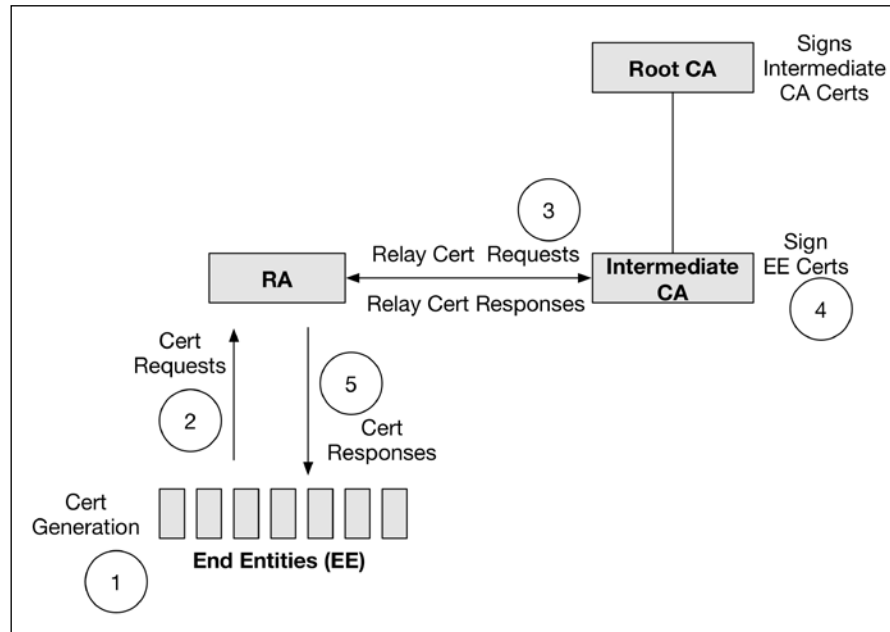 Root CA
Signs
Intermediate
CA Certs
3
Relay Cert Requests
Sign
EE Certs
RA
Intermediate
CA
Relay Cert Responses
4
Cert
Requests
2
5
Cert
Responses
Cert
Generation
1
End Entities (EE)